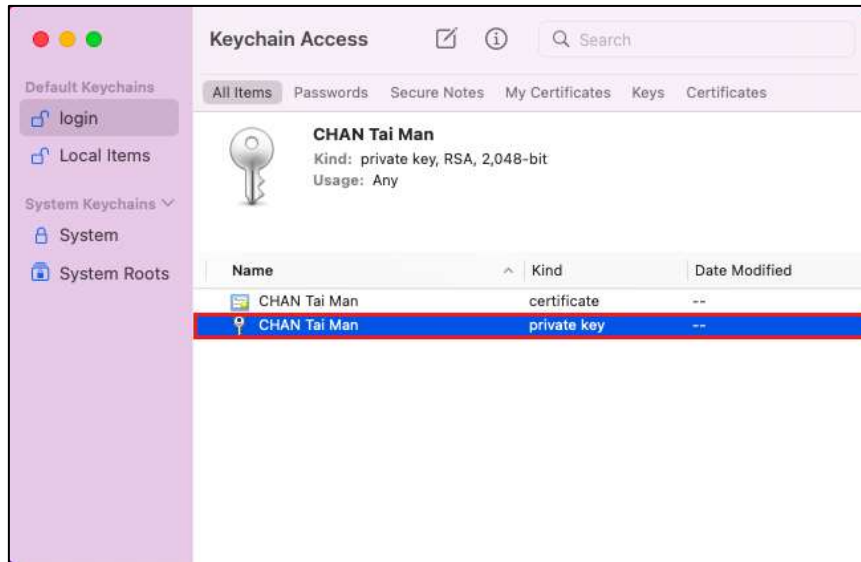 Keychain Access
Search
Default Keychains
login
Local Items
System Keychains
System
System Roots
All Items Passwords Secure Notes My Certificates Keys Certificates
CHAN Tai Man
Kind: private key, RSA, 2,048-bit
Usage: Any
Name Kind Date Modified
CHAN Tai Man certificate --
CHAN Tai Man private key --